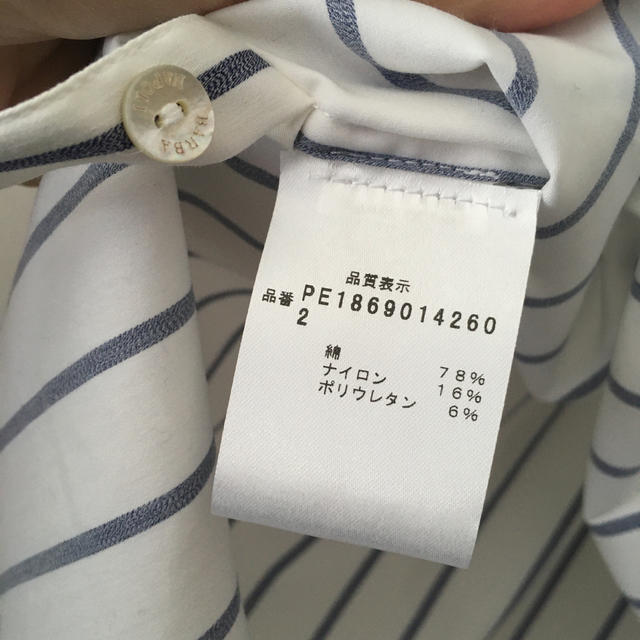 BARBA
品質表示
品番 PE1869014260
2
綿 78%
ナイロン 16%
ポリウレタン 6%